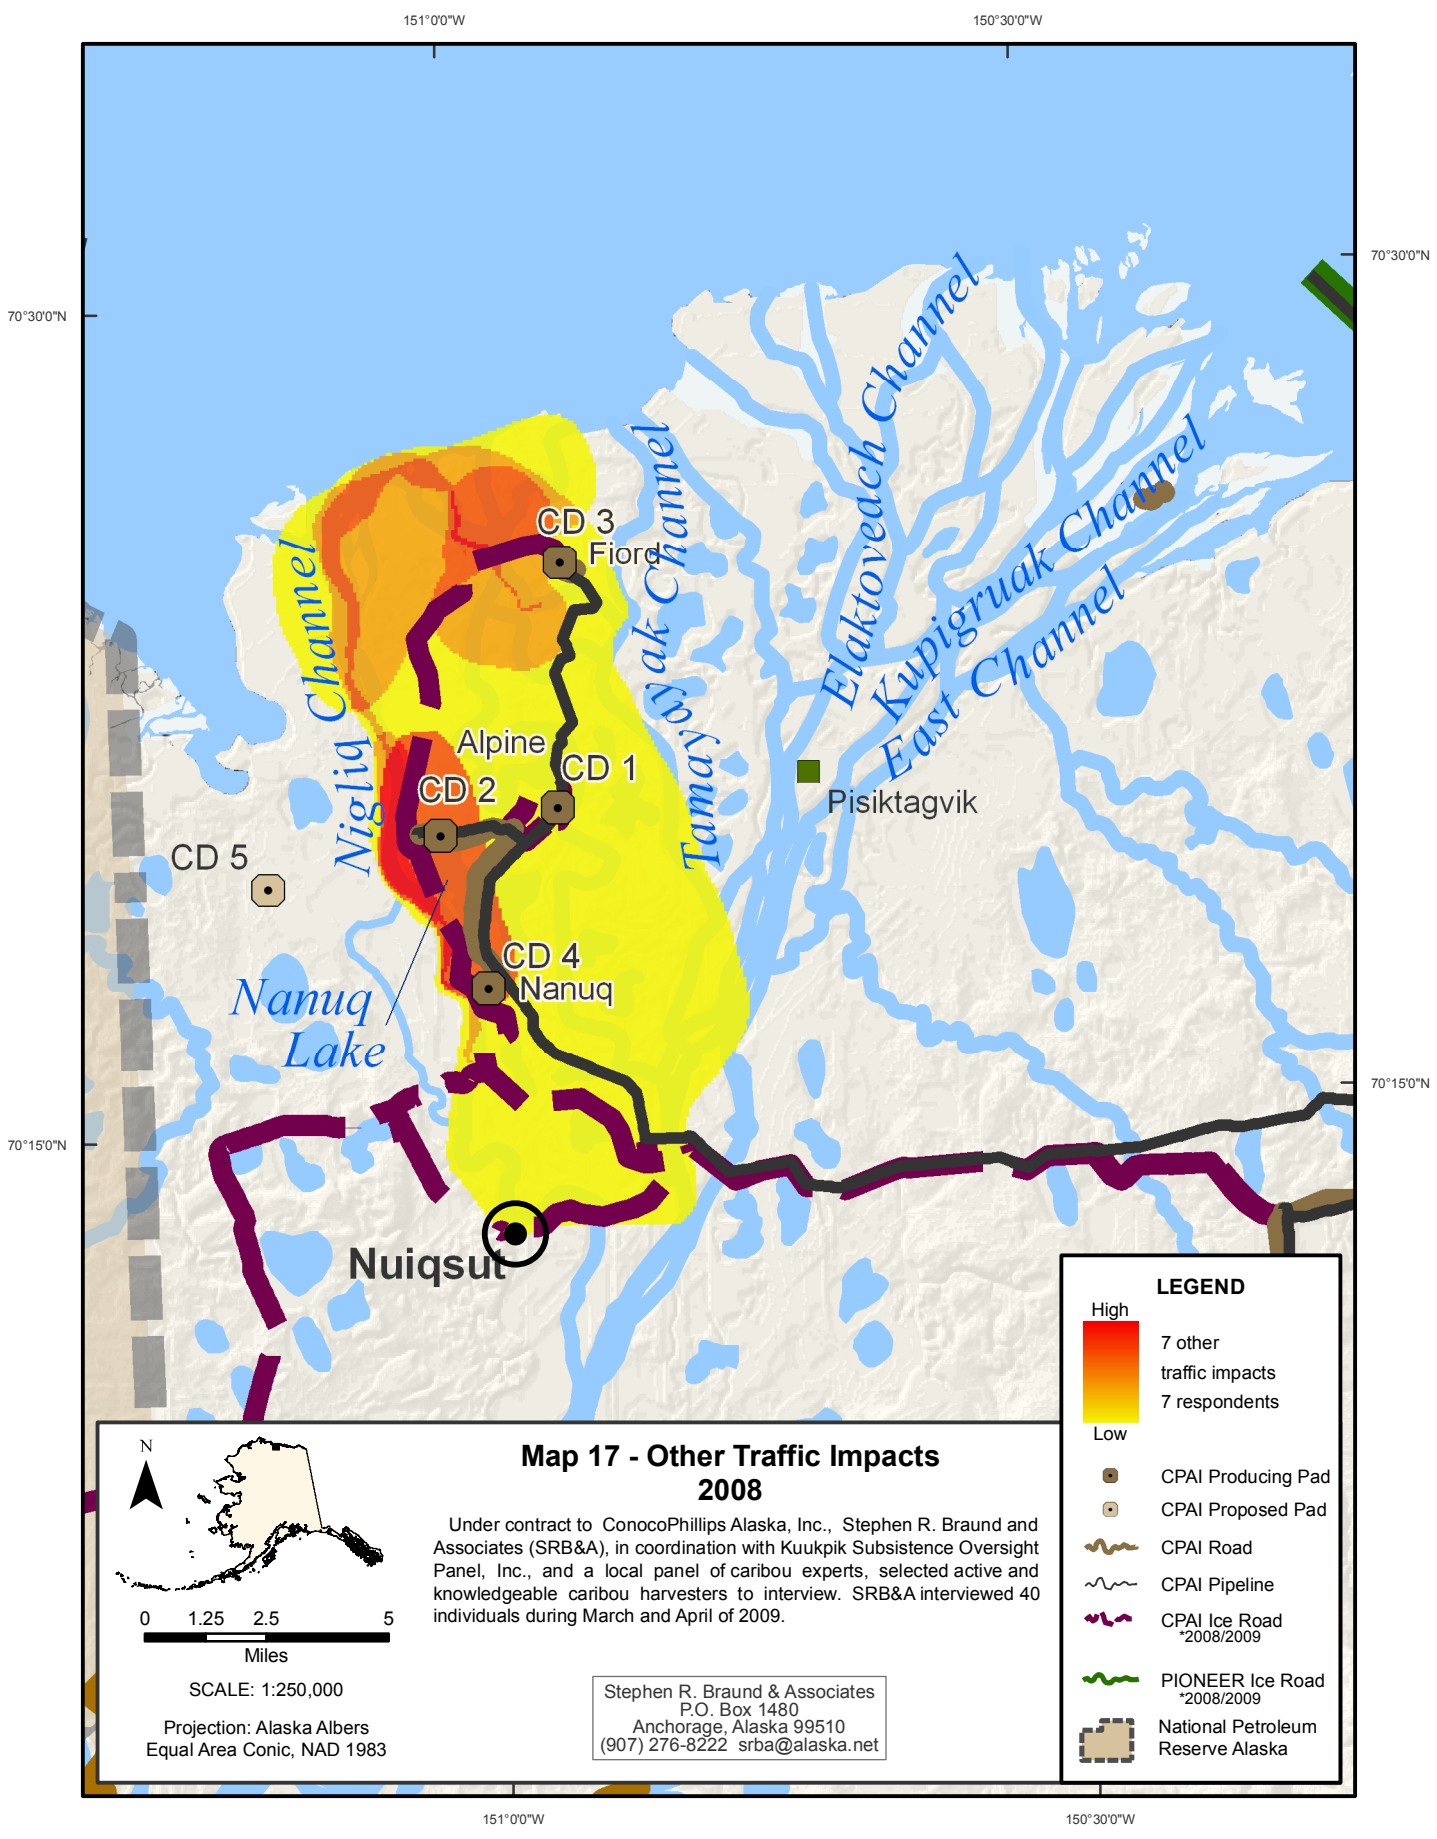 151°0'0"W
150°30'0"W
70°30'0"N
70°30'0"N
Elaktoveach Channel
Kupigruak Channel
East Channel
Tamayayak Channel
Nigliq Channel
CD 3
Fiord
Alpine
CD 1
CD 2
Pisiktagvik
CD 5
CD 4
Nanuq
Nanuq
Lake
70°15'0"N
70°15'0"N
Nuiqsut
LEGEND
High
7 other
traffic impacts
7 respondents
Low
CPAI Producing Pad
CPAI Proposed Pad
CPAI Road
CPAI Pipeline
CPAI Ice Road
*2008/2009
PIONEER Ice Road
*2008/2009
National Petroleum
Reserve Alaska
N
0 1.25 2.5 5
Miles
SCALE: 1:250,000
Projection: Alaska Albers
Equal Area Conic, NAD 1983
Map 17 - Other Traffic Impacts
2008
Under contract to ConocoPhillips Alaska, Inc., Stephen R. Braund and
Associates (SRB&A), in coordination with Kuukpik Subsistence Oversight
Panel, Inc., and a local panel of caribou experts, selected active and
knowledgeable caribou harvesters to interview. SRB&A interviewed 40
individuals during March and April of 2009.
Stephen R. Braund & Associates
P.O. Box 1480
Anchorage, Alaska 99510
(907) 276-8222 srba@alaska.net
151°0'0"W
150°30'0"W